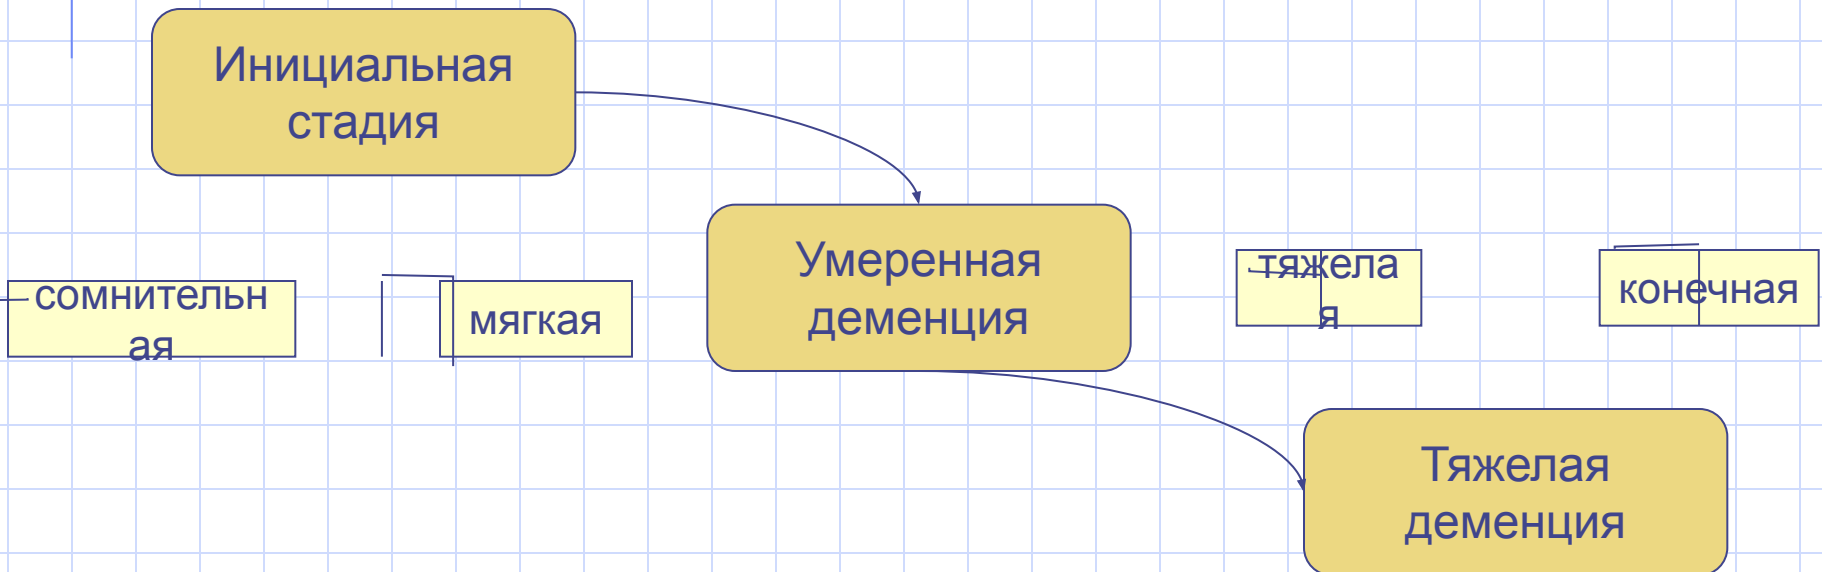 Инициальная
стадия
Умеренная
деменция
сомнительн
ая
мягкая
тяжела
я
конечная
Тяжелая
деменция